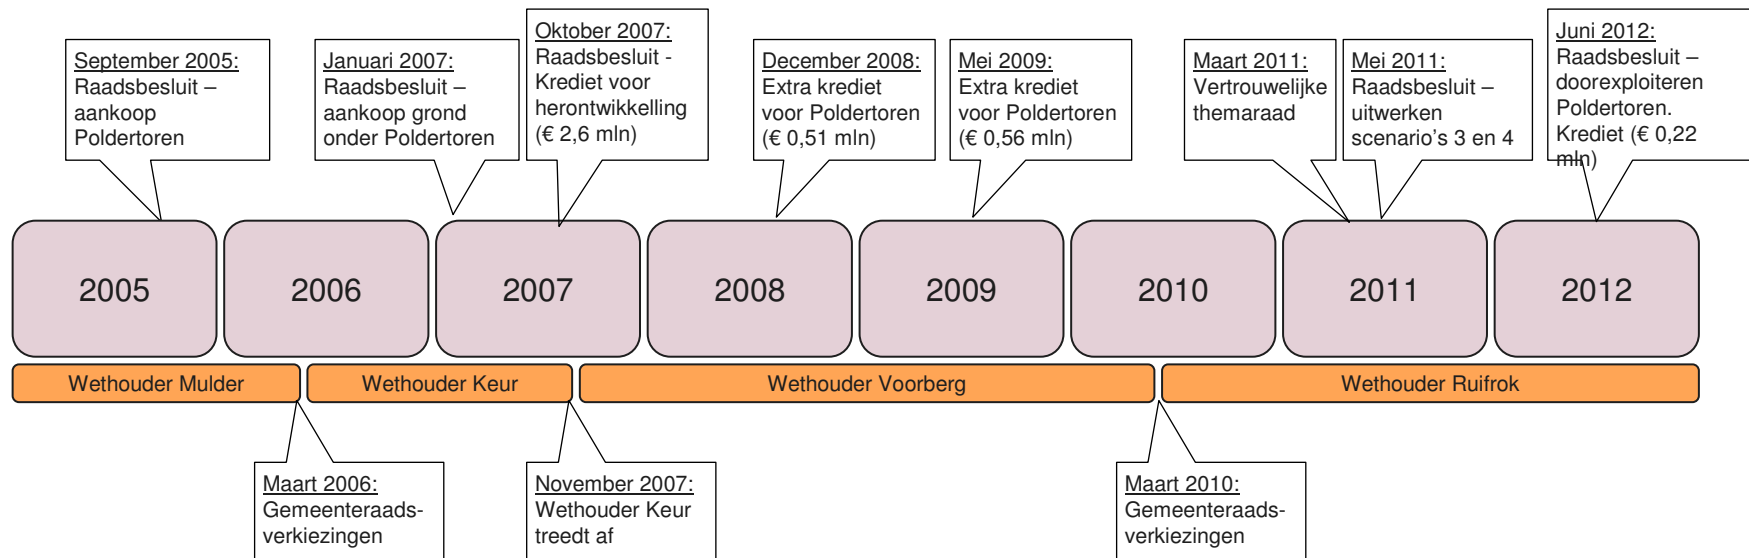 September 2005:
Raadsbesluit –
aankoop
Poldertoren
Januari 2007:
Raadsbesluit –
aankoop grond
onder Poldertoren
Oktober 2007:
Raadsbesluit -
Krediet voor
herontwikkelling
(€ 2,6 mln)
December 2008:
Extra krediet
voor Poldertoren
(€ 0,51 mln)
Mei 2009:
Extra krediet
voor Poldertoren
(€ 0,56 mln)
Maart 2011:
Vertrouwelijke
themaraad
Mei 2011:
Raadsbesluit –
uitwerken
scenario's 3 en 4
Juni 2012:
Raadsbesluit –
doorexploiteren
Poldertoren.
Krediet (€ 0,22
mln)
2005
2006
2007
2008
2009
2010
2011
2012
Wethouder Mulder
Wethouder Keur
Wethouder Voorberg
Wethouder Ruifrok
Maart 2006:
Gemeenteraads-
verkiezingen
November 2007:
Wethouder Keur
treedt af
Maart 2010:
Gemeenteraads-
verkiezingen